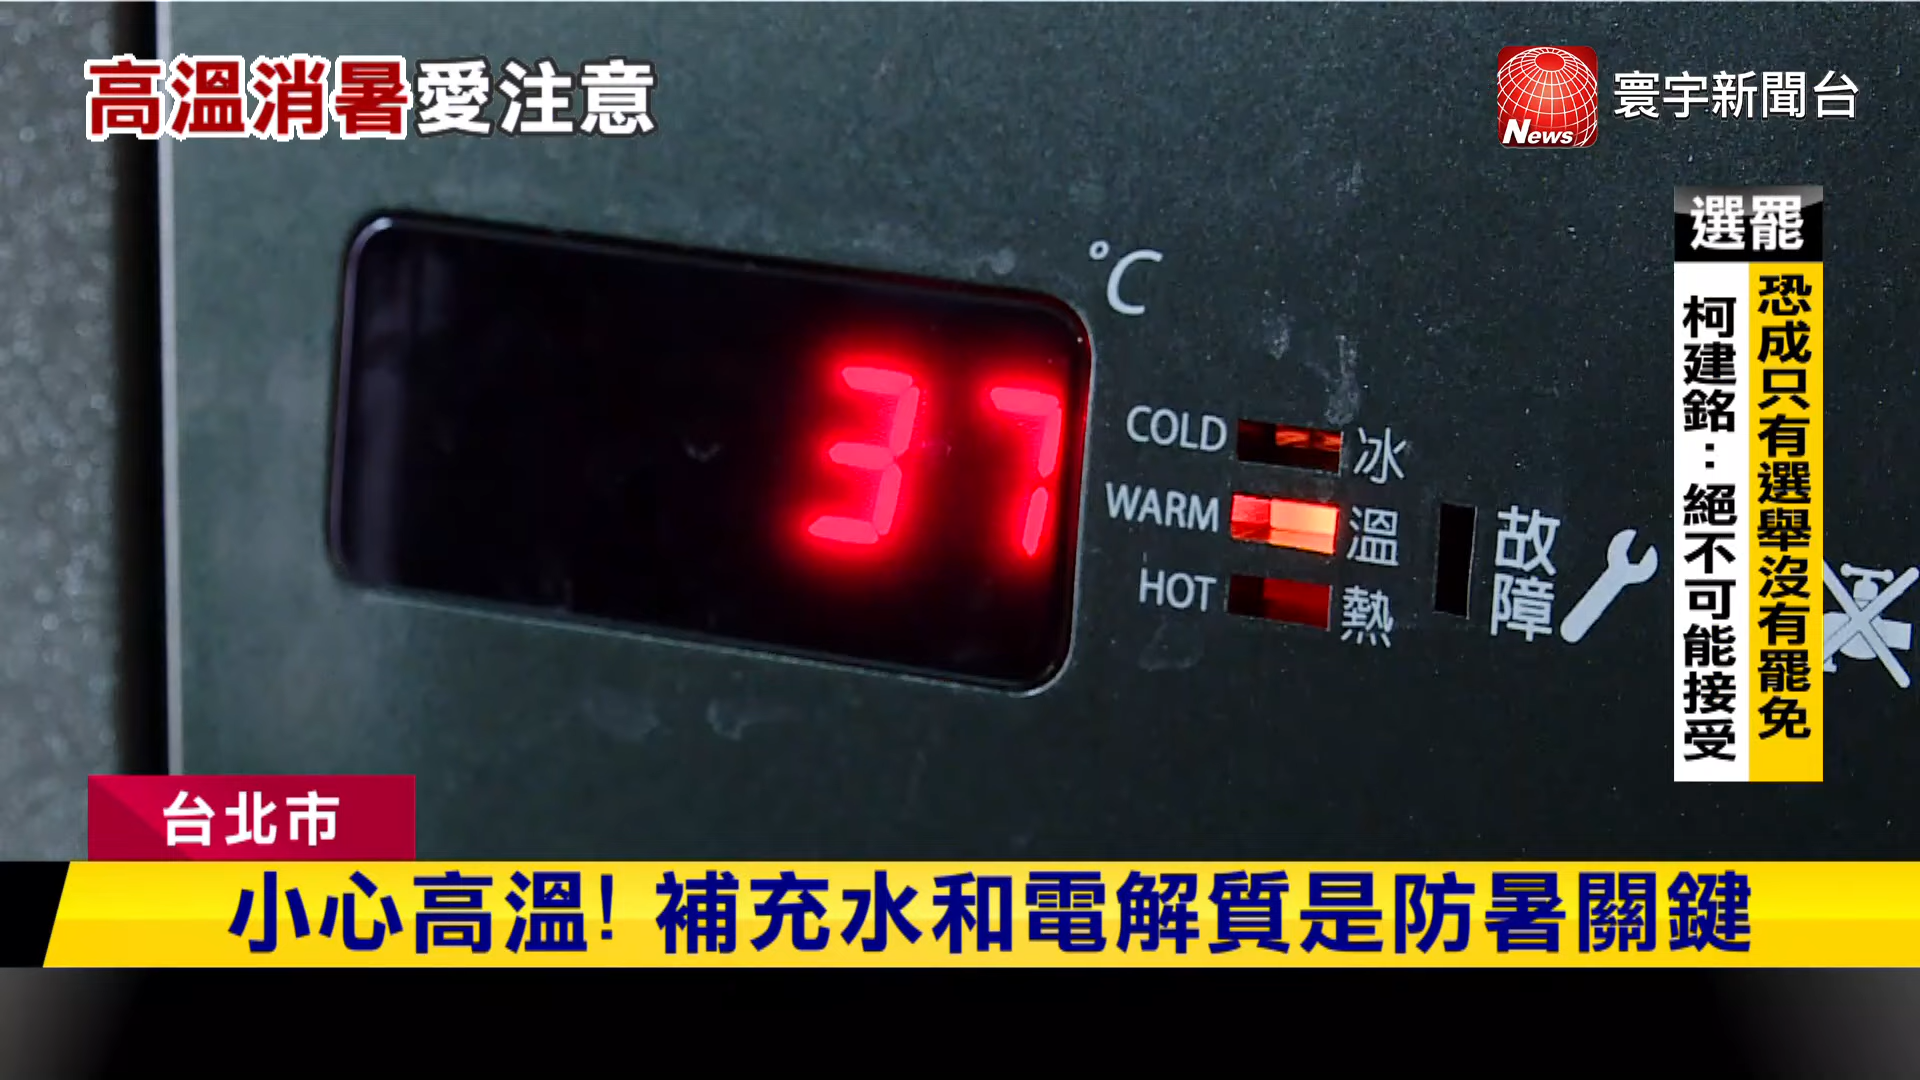 高溫消暑愛注意
News
寰宇新聞台
選罷
恐成只有選舉沒有罷免
柯建銘：絕不可能接受
°C
37
COLD 冰
WARM 溫
HOT 熱
故障
台北市
小心高溫！補充水和電解質是防暑關鍵